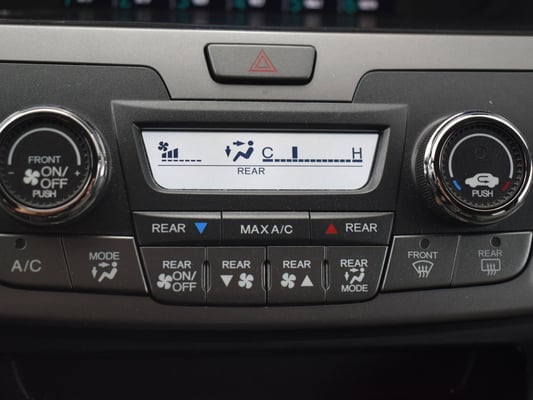 C H
REAR
FRONT
ON/
OFF
PUSH
- +
PUSH
REAR MAX A/C REAR
A/C
MODE
REAR
ON/
OFF
REAR
REAR
REAR
MODE
FRONT
REAR